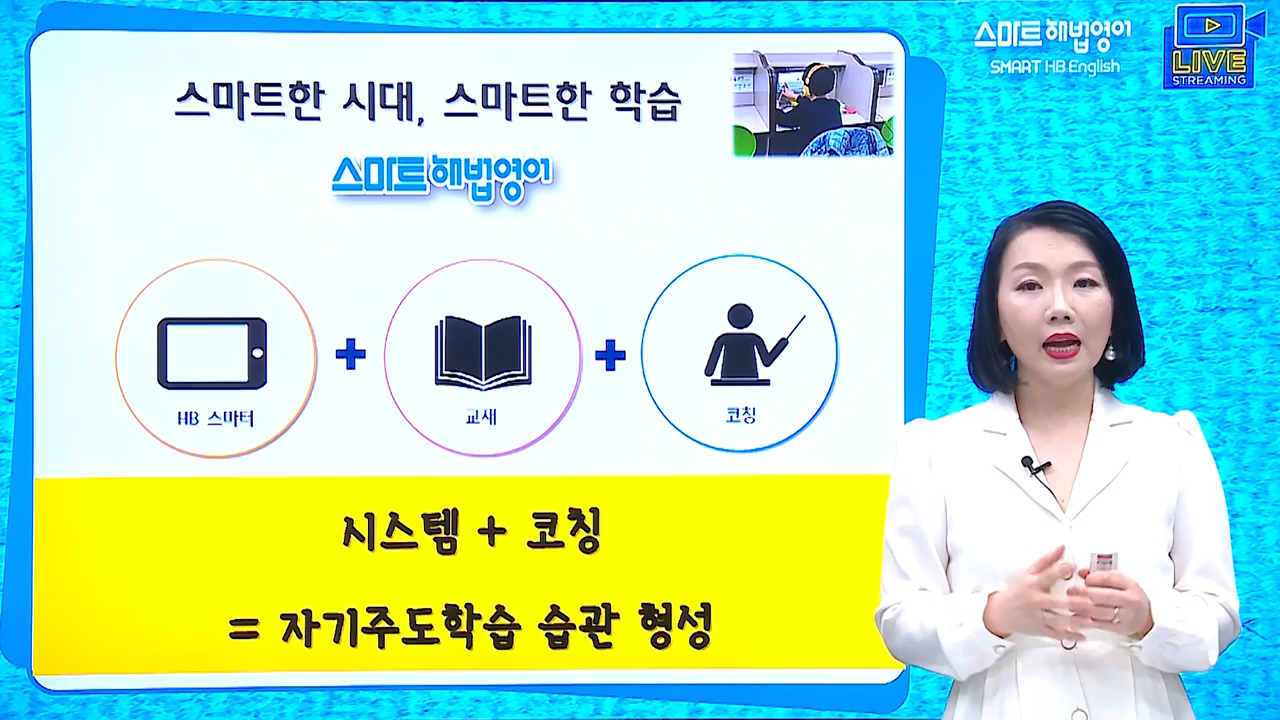 스마트한 시대, 스마트한 학습
스마트해법영어
HB 스마터
+
교재
+
코칭
시스템 + 코칭
= 자기주도학습 습관 형성
스마트해법영어
SMART HB English
LIVE
STREAMING